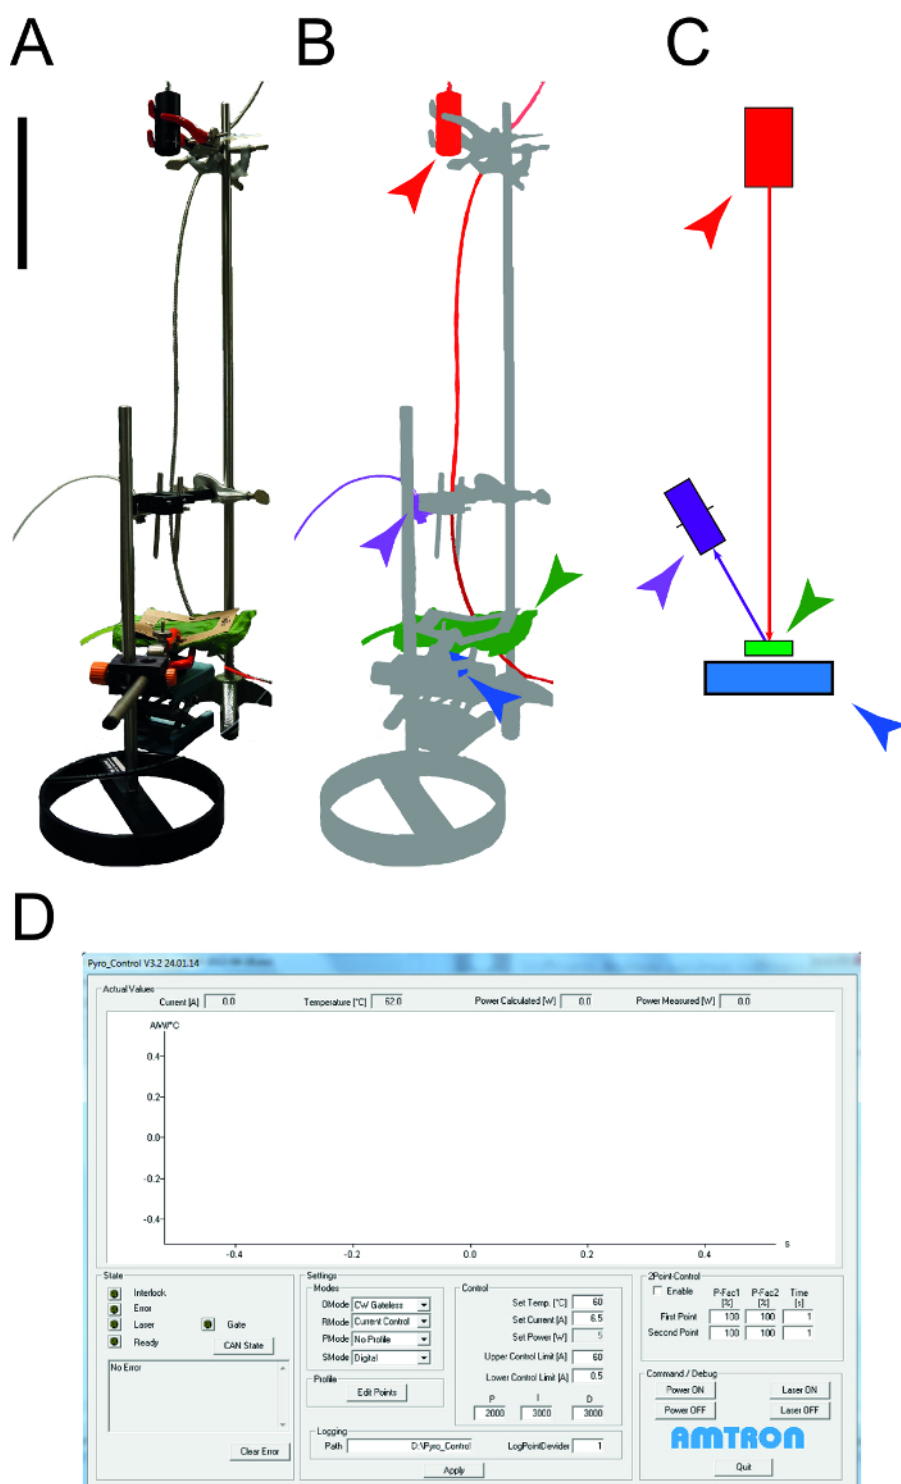 A B C
D
Pyro_Control V3.2 24.01.14
Actual Values
Current [A] 0.0 Temperature [°C] 62.0 Power Calculated [W] 0.0 Power Measured [W] 0.0
A/W/°C
0.4
0.2
0.0
-0.2
-0.4
-0.4 -0.2 0.0 0.2 0.4 s
State
Interlock
Error
Laser Gate
Ready CAN State
No Error
Clear Error
Settings
Modes
OMode CW Gateless
RMode Current Control
PMode No Profile
SMode Digital
Profile
Edit Points
Control
Set Temp. [°C] 60
Set Current [A] 6.5
Set Power [W] 5
Upper Control Limit [A] 60
Lower Control Limit [A] 0.5
P I D
2000 3000 3000
Logging
Path D:\Pyro_Control LogPointDevider 1
Apply
2Point-Control
Enable P-Fac1 P-Fac2 Time
[%] [%] [s]
First Point 100 100 1
Second Point 100 100 1
Command / Debug
Power ON Laser ON
Power OFF Laser OFF
AMTRON
Quit